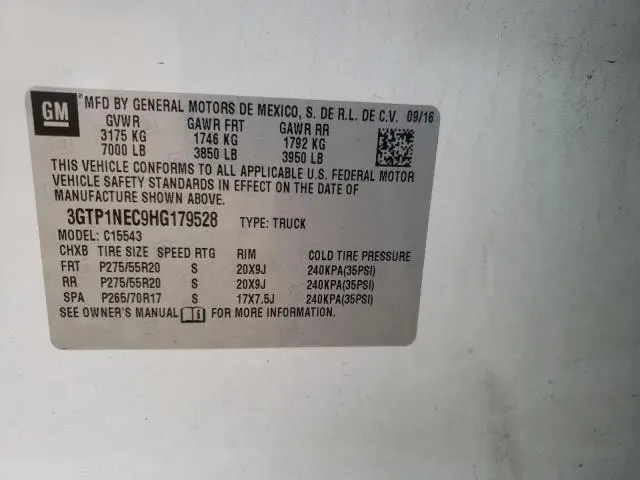 GM
MFD BY GENERAL MOTORS DE MEXICO, S. DE R.L. DE C.V. 09/16
GVWR GAWR FRT GAWR RR
3175 KG 1746 KG 1792 KG
7000 LB 3850 LB 3950 LB
THIS VEHICLE CONFORMS TO ALL APPLICABLE U.S. FEDERAL MOTOR
VEHICLE SAFETY STANDARDS IN EFFECT ON THE DATE OF
MANUFACTURE SHOWN ABOVE.
3GTP1NEC9HG179528 TYPE: TRUCK
MODEL: C15543
CHXB TIRE SIZE SPEED RTG RIM COLD TIRE PRESSURE
FRT P275/55R20 S 20X9J 240KPA(35PSI)
RR P275/55R20 S 20X9J 240KPA(35PSI)
SPA P265/70R17 S 17X7.5J 240KPA(35PSI)
SEE OWNER'S MANUAL FOR MORE INFORMATION.